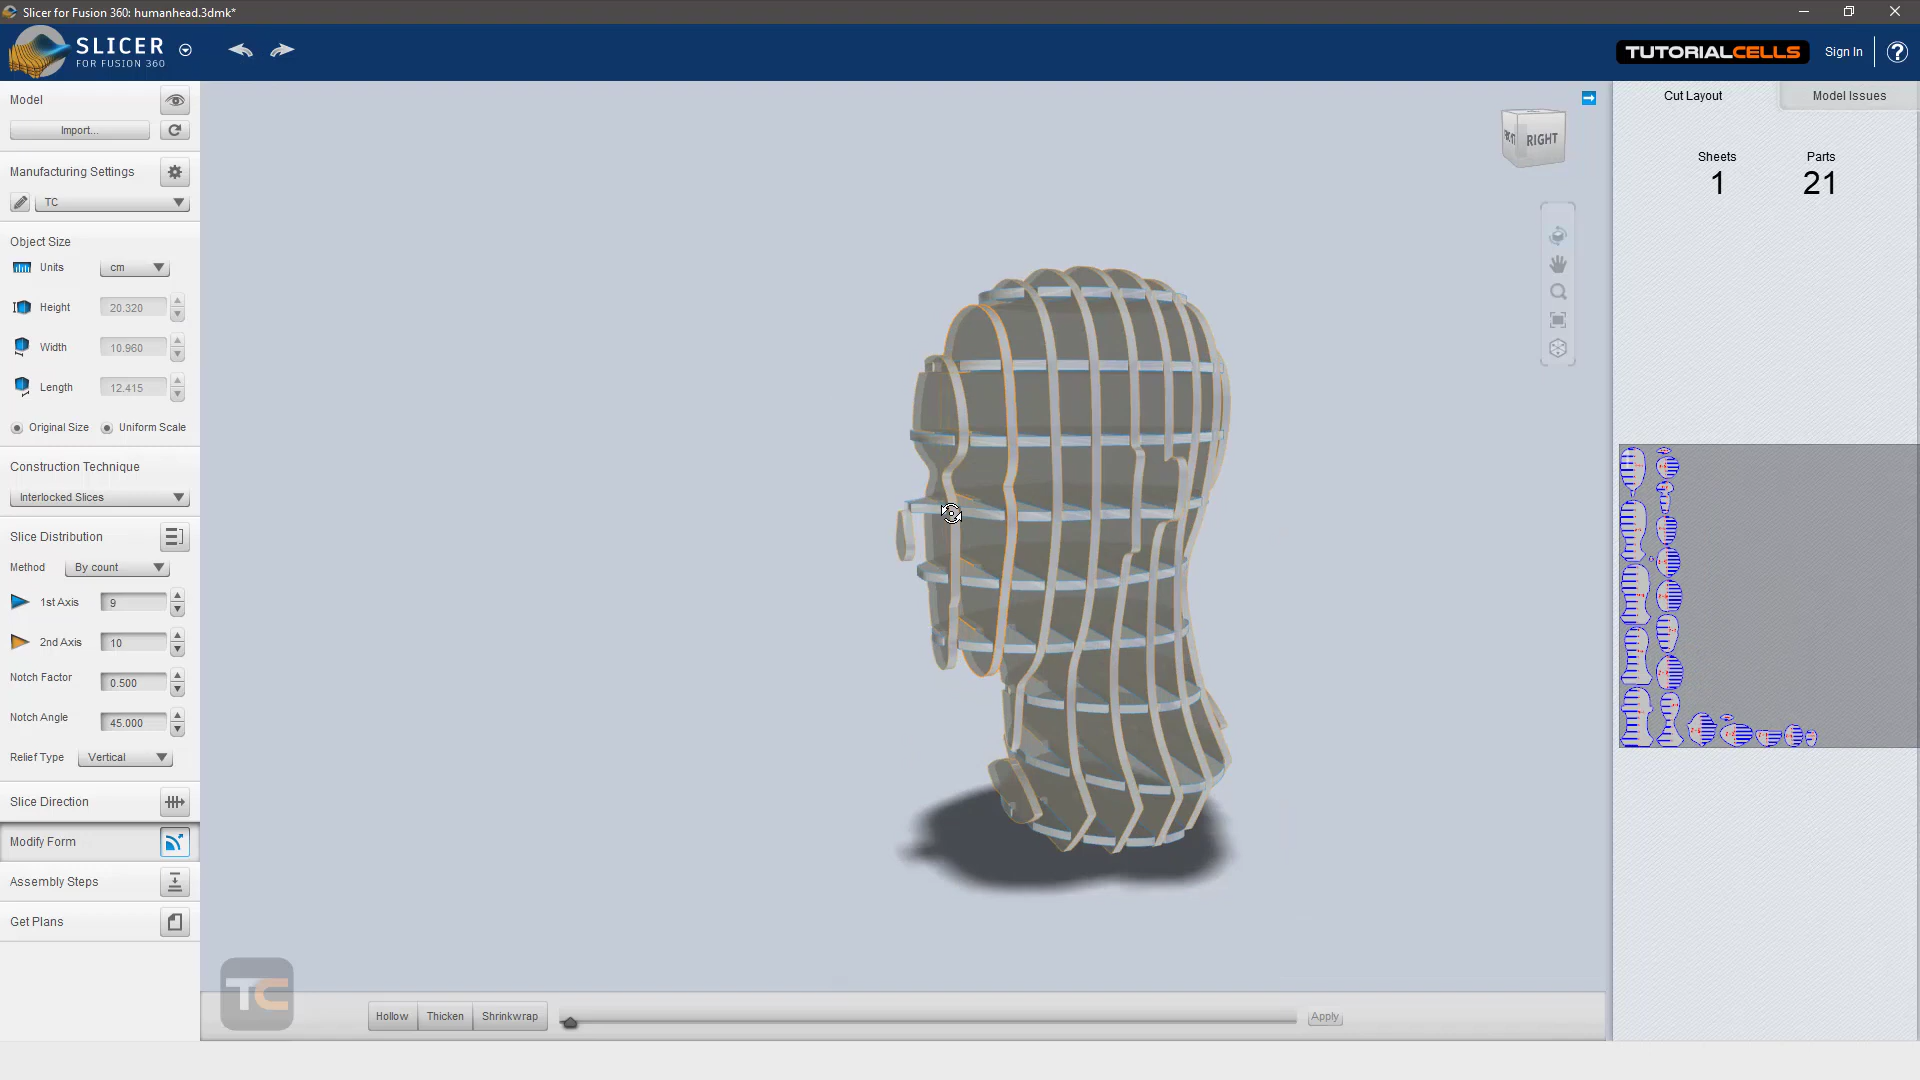 Slicer for Fusion 360: humanhead.3dmk*
SLICER
FOR FUSION 360
TUTORIALCELLS
Sign In
?
Model
Import...
Manufacturing Settings
TC
Object Size
Units
cm
Height
20.320
Width
10.960
Length
12.415
Original Size
Uniform Scale
Construction Technique
Interlocked Slices
Slice Distribution
Method
By count
1st Axis
9
2nd Axis
10
Notch Factor
0.500
Notch Angle
45.000
Relief Type
Vertical
Slice Direction
Modify Form
Assembly Steps
Get Plans
RIGHT
Cut Layout
Model Issues
Sheets
Parts
1
21
TC
Hollow
Thicken
Shrinkwrap
Apply